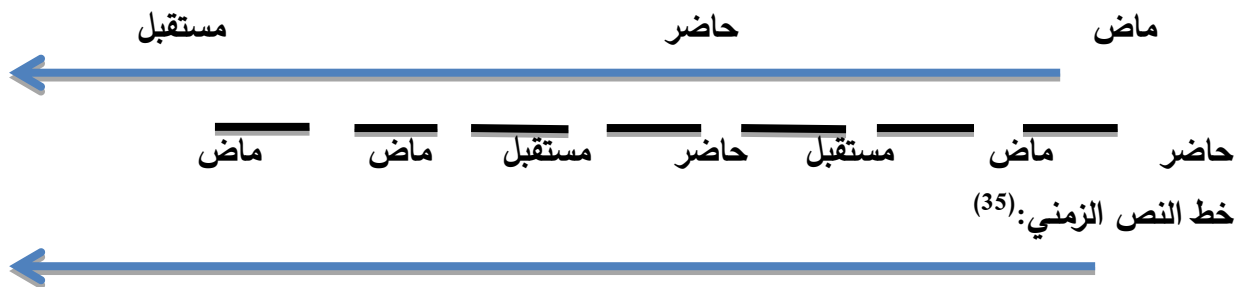 ماض حاضر مستقبل
حاضر ماض مستقبل حاضر مستقبل ماض ماض
خط النص الزمني:(35)